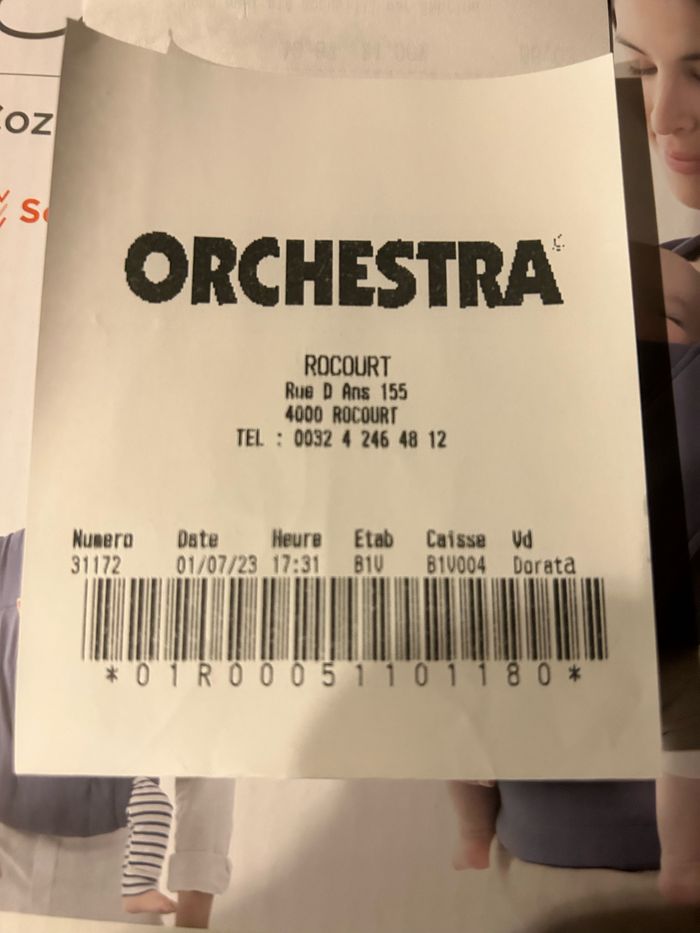 ORCHESTRA
ROCOURT
Rue D Ans 155
4000 ROCOURT
TEL : 0032 4 246 48 12
Numero Date Heure Etab Caisse Vd
31172 01/07/23 17:31 B1V B1V004 Dorata
*01R00051101180*